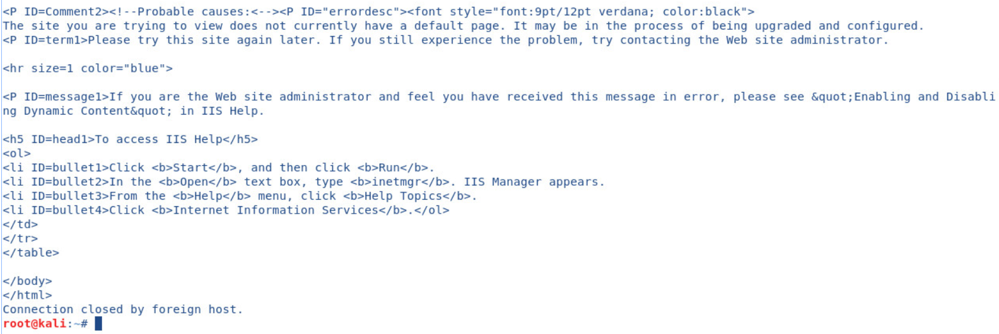 <P ID=Comment2><!--Probable causes:<--><P ID="errordesc"><font style="font:9pt/12pt verdana; color:black">
The site you are trying to view does not currently have a default page. It may be in the process of being upgraded and configured.
<P ID=term1>Please try this site again later. If you still experience the problem, try contacting the Web site administrator.
<hr size=1 color="blue">
<P ID=message1>If you are the Web site administrator and feel you have received this message in error, please see &quot;Enabling and Disabli
ng Dynamic Content&quot; in IIS Help.
<h5 ID=head1>To access IIS Help</h5>
<ol>
<li ID=bullet1>Click <b>Start</b>, and then click <b>Run</b>.
<li ID=bullet2>In the <b>Open</b> text box, type <b>inetmgr</b>. IIS Manager appears.
<li ID=bullet3>From the <b>Help</b> menu, click <b>Help Topics</b>.
<li ID=bullet4>Click <b>Internet Information Services</b>.</ol>
</td>
</tr>
</table>
</body>
</html>
Connection closed by foreign host.
root@kali:~#